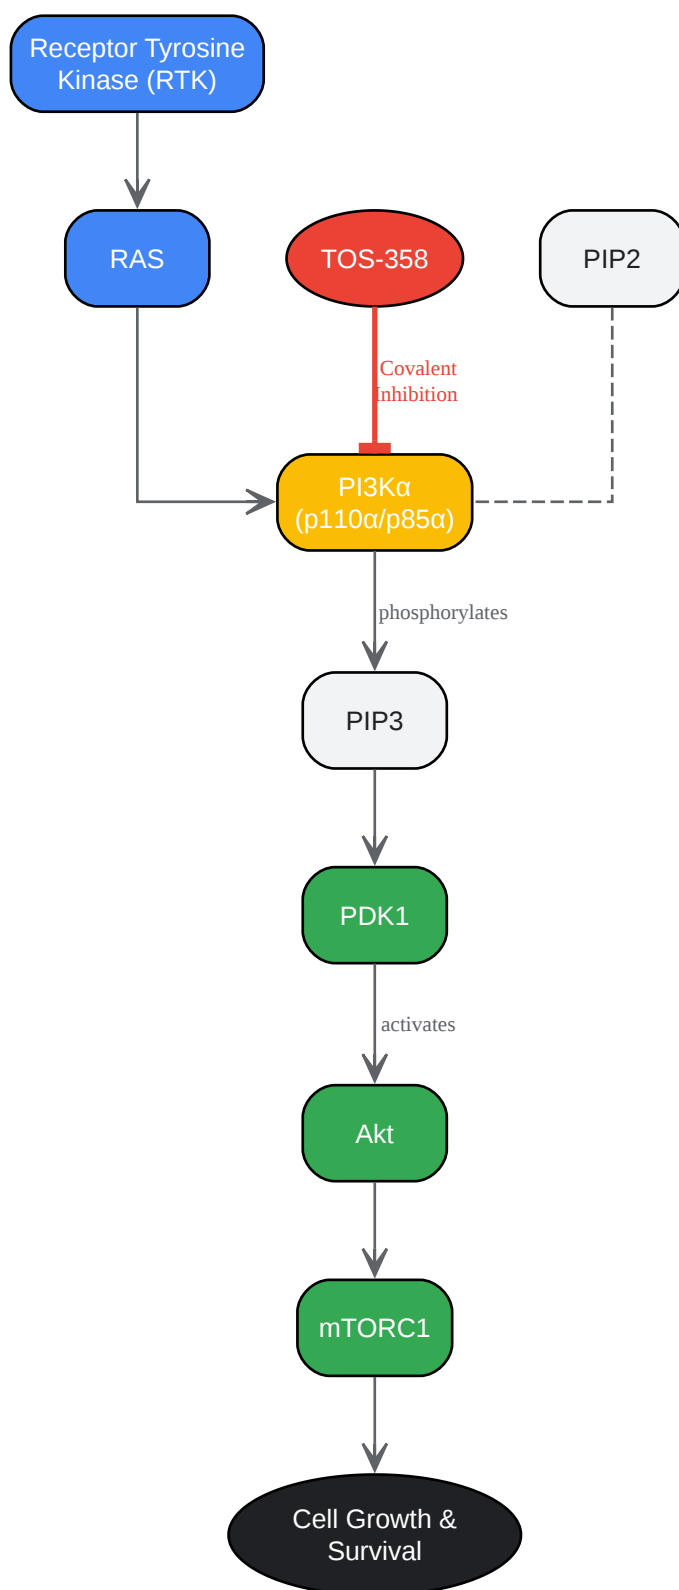 Receptor Tyrosine
Kinase (RTK)
RAS
TOS-358
PIP2
Covalent
Inhibition
PI3Kα
(p110α/p85α)
phosphorylates
PIP3
PDK1
activates
Akt
mTORC1
Cell Growth &
Survival